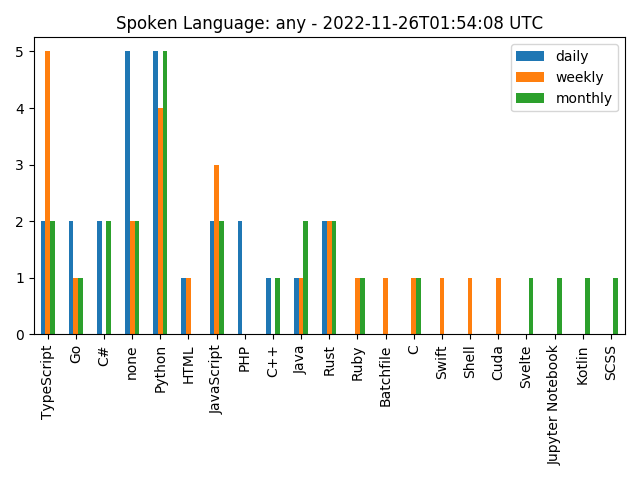 Spoken Language: any - 2022-11-26T01:54:08 UTC
daily
weekly
monthly
5
4
3
2
1
0
TypeScript
Go
C#
none
Python
HTML
JavaScript
PHP
C++
Java
Rust
Ruby
Batchfile
C
Swift
Shell
Cuda
Svelte
Jupyter Notebook
Kotlin
SCSS